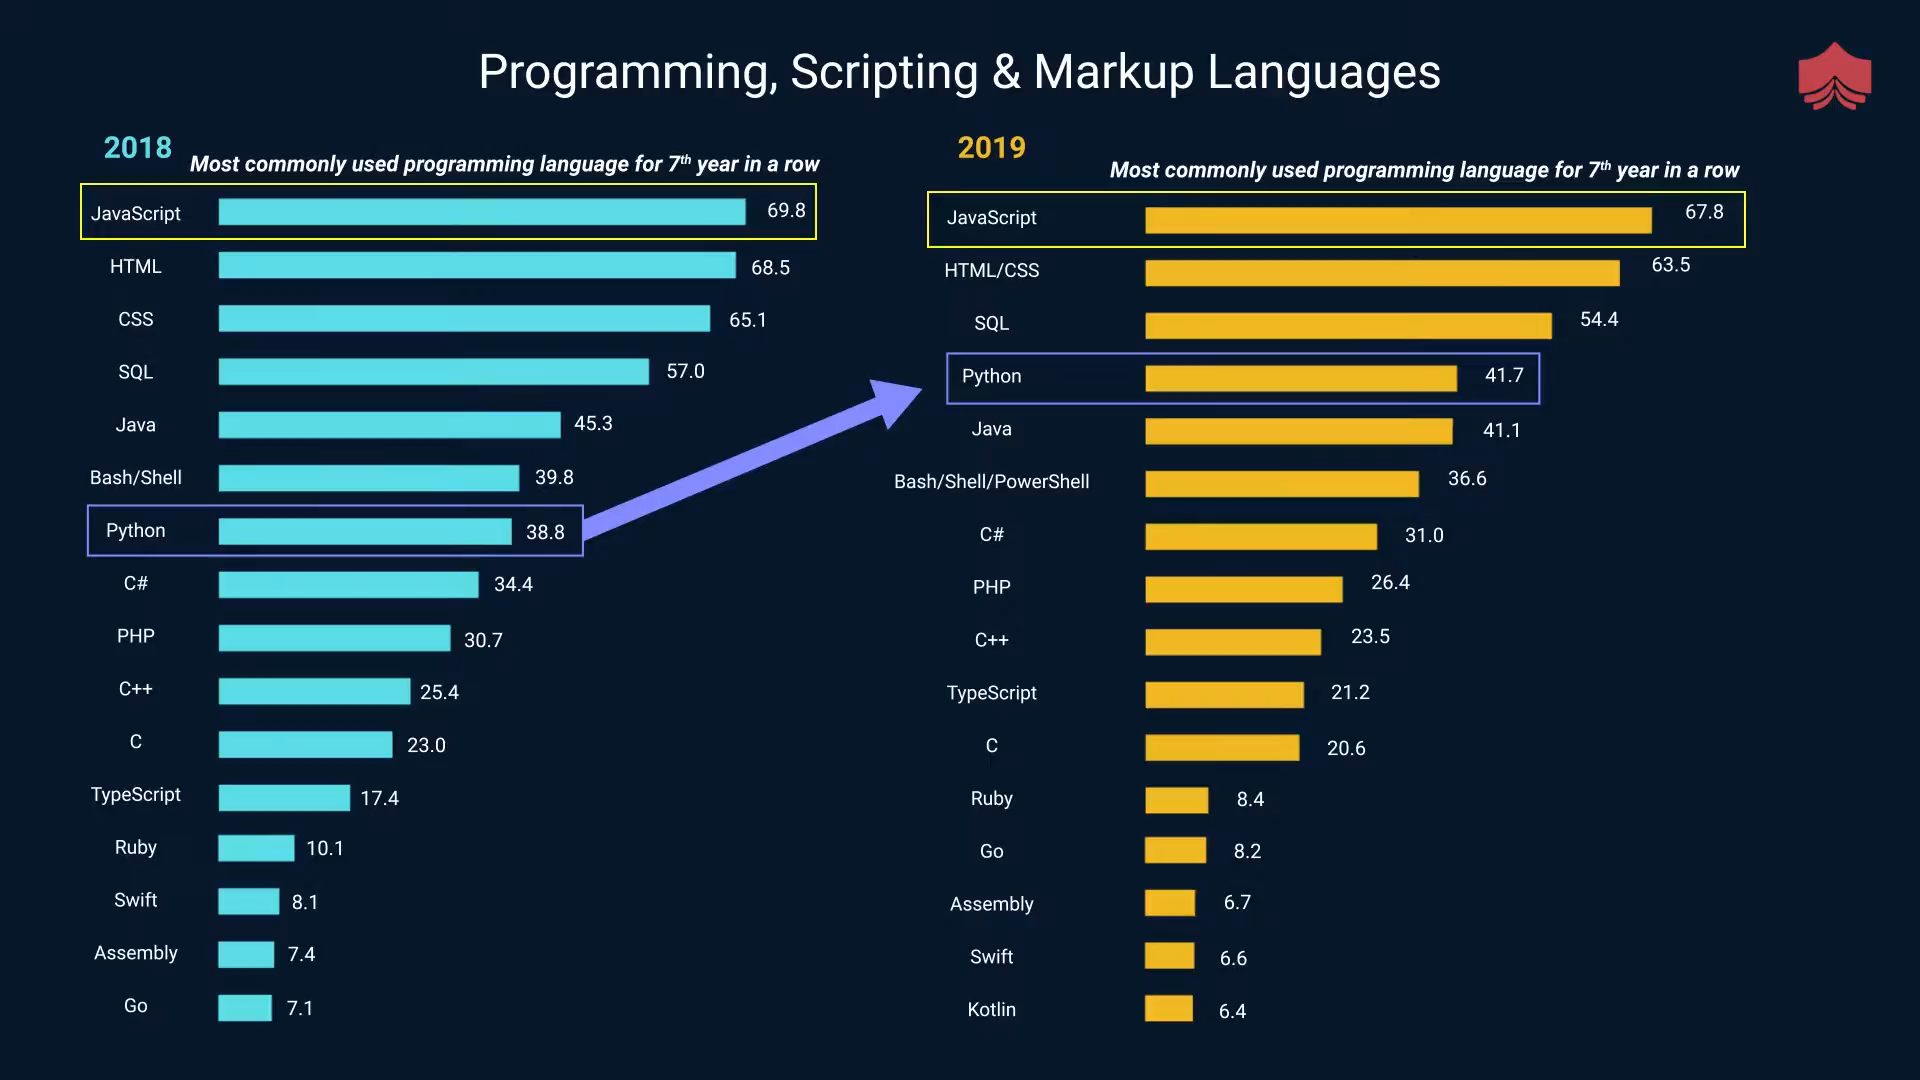 Programming, Scripting & Markup Languages
2018
Most commonly used programming language for 7th year in a row
JavaScript 69.8
HTML 68.5
CSS 65.1
SQL 57.0
Java 45.3
Bash/Shell 39.8
Python 38.8
C# 34.4
PHP 30.7
C++ 25.4
C 23.0
TypeScript 17.4
Ruby 10.1
Swift 8.1
Assembly 7.4
Go 7.1
2019
Most commonly used programming language for 7th year in a row
JavaScript 67.8
HTML/CSS 63.5
SQL 54.4
Python 41.7
Java 41.1
Bash/Shell/PowerShell 36.6
C# 31.0
PHP 26.4
C++ 23.5
TypeScript 21.2
C 20.6
Ruby 8.4
Go 8.2
Assembly 6.7
Swift 6.6
Kotlin 6.4